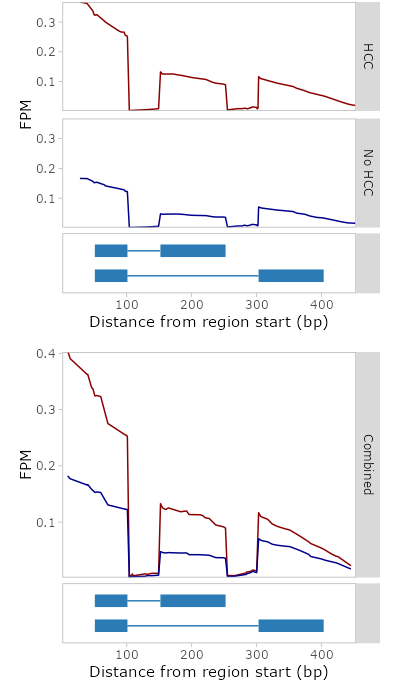 0.3
0.2
0.1
HCC
FPM
0.3
0.2
0.1
No HCC
100 200 300 400
Distance from region start (bp)
0.4
0.3
0.2
0.1
FPM
Combined
100 200 300 400
Distance from region start (bp)